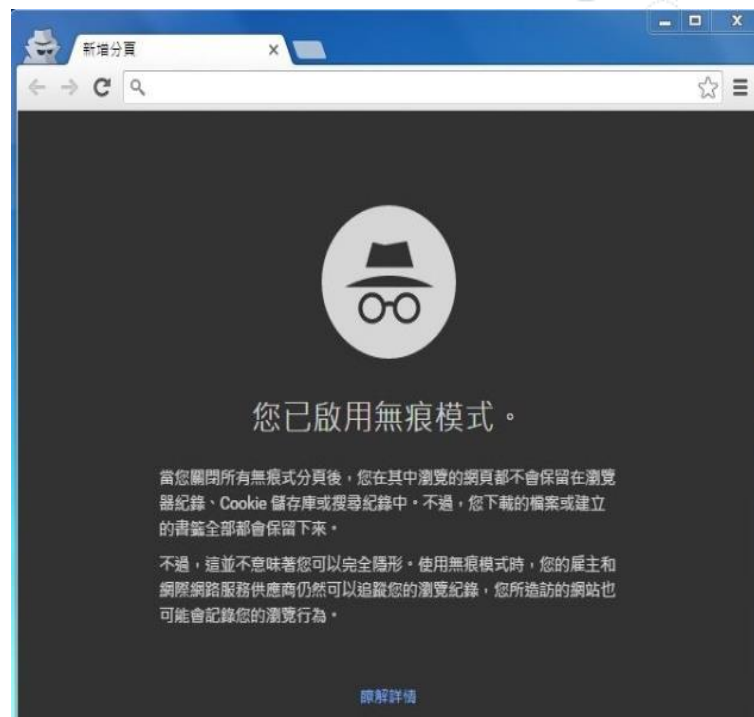 新增分頁
您已啟用無痕模式。
當您關閉所有無痕式分頁後，您在其中瀏覽的網頁都不會保留在瀏覽
器紀錄、Cookie 儲存庫或搜尋紀錄中。不過，您下載的檔案或建立
的書籤全部都會保留下來。
不過，這並不意味著您可以完全隱形。使用無痕模式時，您的雇主和
網際網路服務供應商仍然可以追蹤您的瀏覽紀錄，您所造訪的網站也
可能會記錄您的瀏覽行為。
瞭解詳情